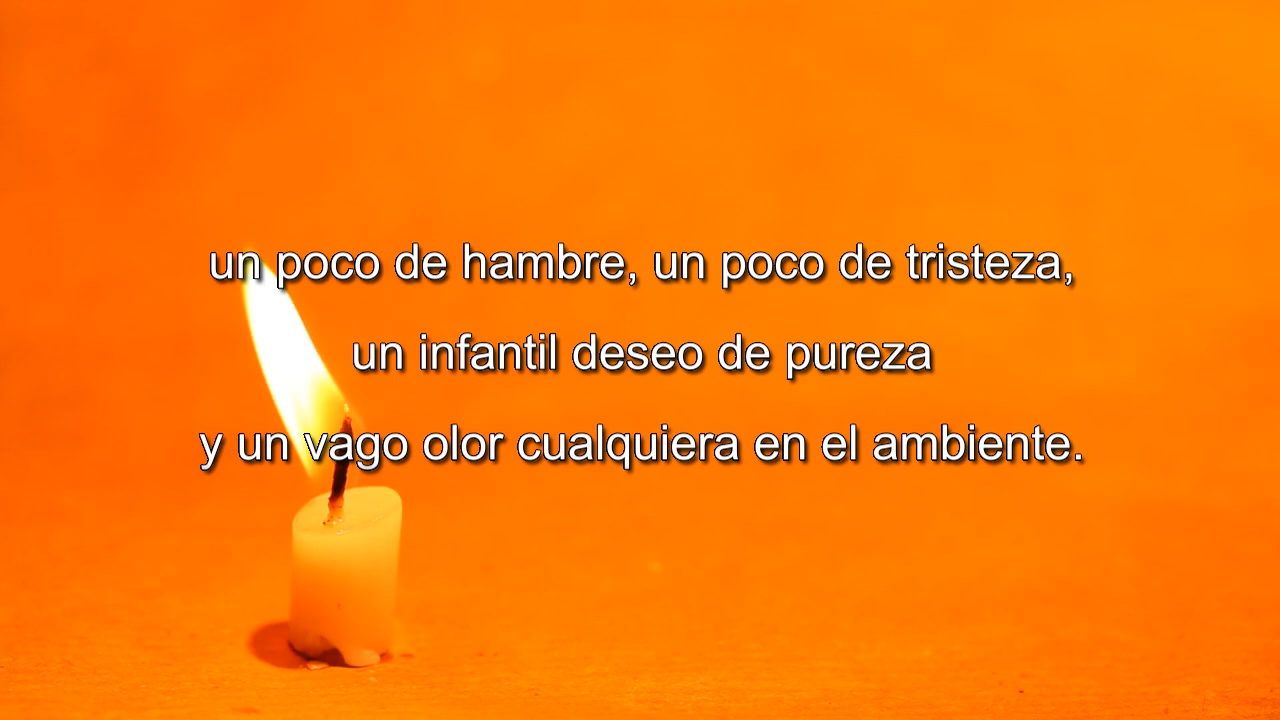 un poco de hambre, un poco de tristeza,
un infantil deseo de pureza
y un vago olor cualquiera en el ambiente.